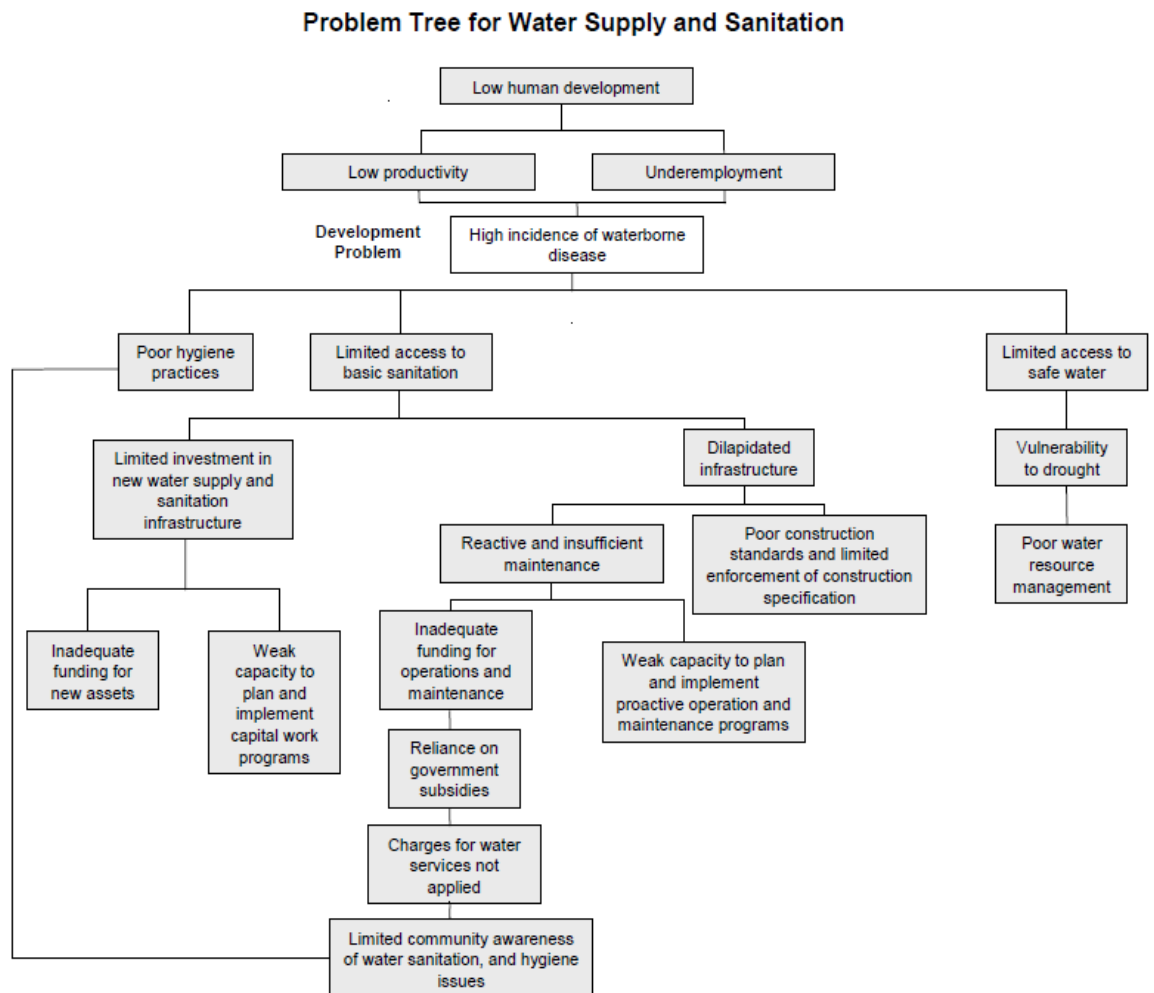 Problem Tree for Water Supply and Sanitation
Low human development
Low productivity
Underemployment
Development
Problem
High incidence of waterborne
disease
Poor hygiene
practices
Limited access to
basic sanitation
Limited access to
safe water
Limited investment in
new water supply and
sanitation
infrastructure
Dilapidated
infrastructure
Vulnerability
to drought
Reactive and insufficient
maintenance
Poor construction
standards and limited
enforcement of construction
specification
Poor water
resource
management
Inadequate
funding for
new assets
Weak
capacity to
plan and
implement
capital work
programs
Inadequate
funding for
operations and
maintenance
Weak capacity to plan
and implement
proactive operation and
maintenance programs
Reliance on
government
subsidies
Charges for water
services not
applied
Limited community awareness
of water sanitation, and hygiene
issues